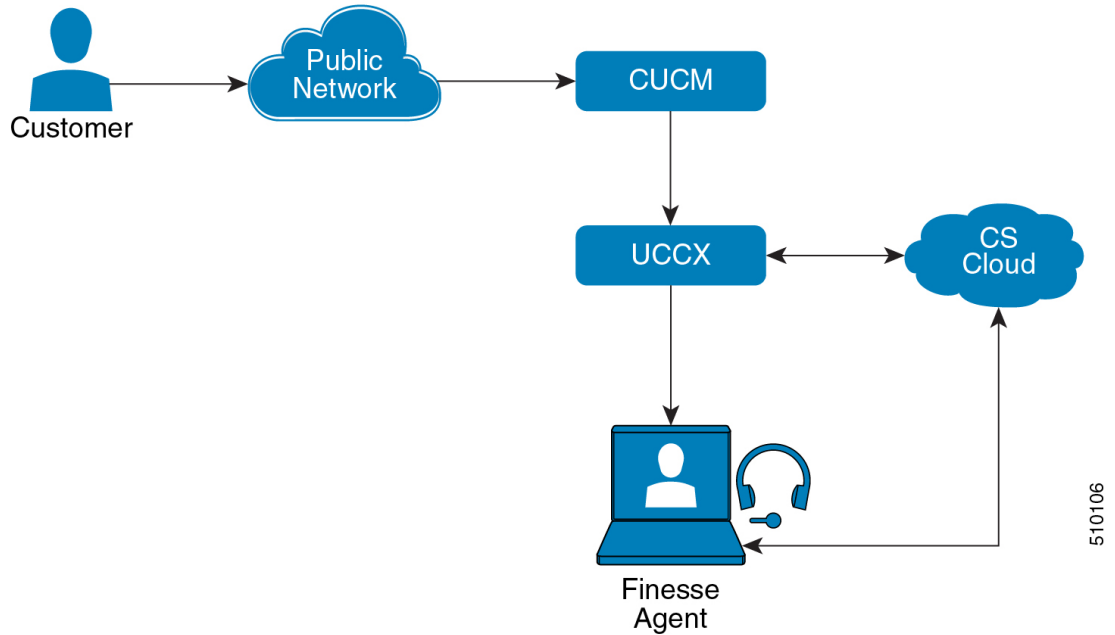 Public
Network
CUCM
Customer
UCCX
CS
Cloud
510106
Finesse
Agent